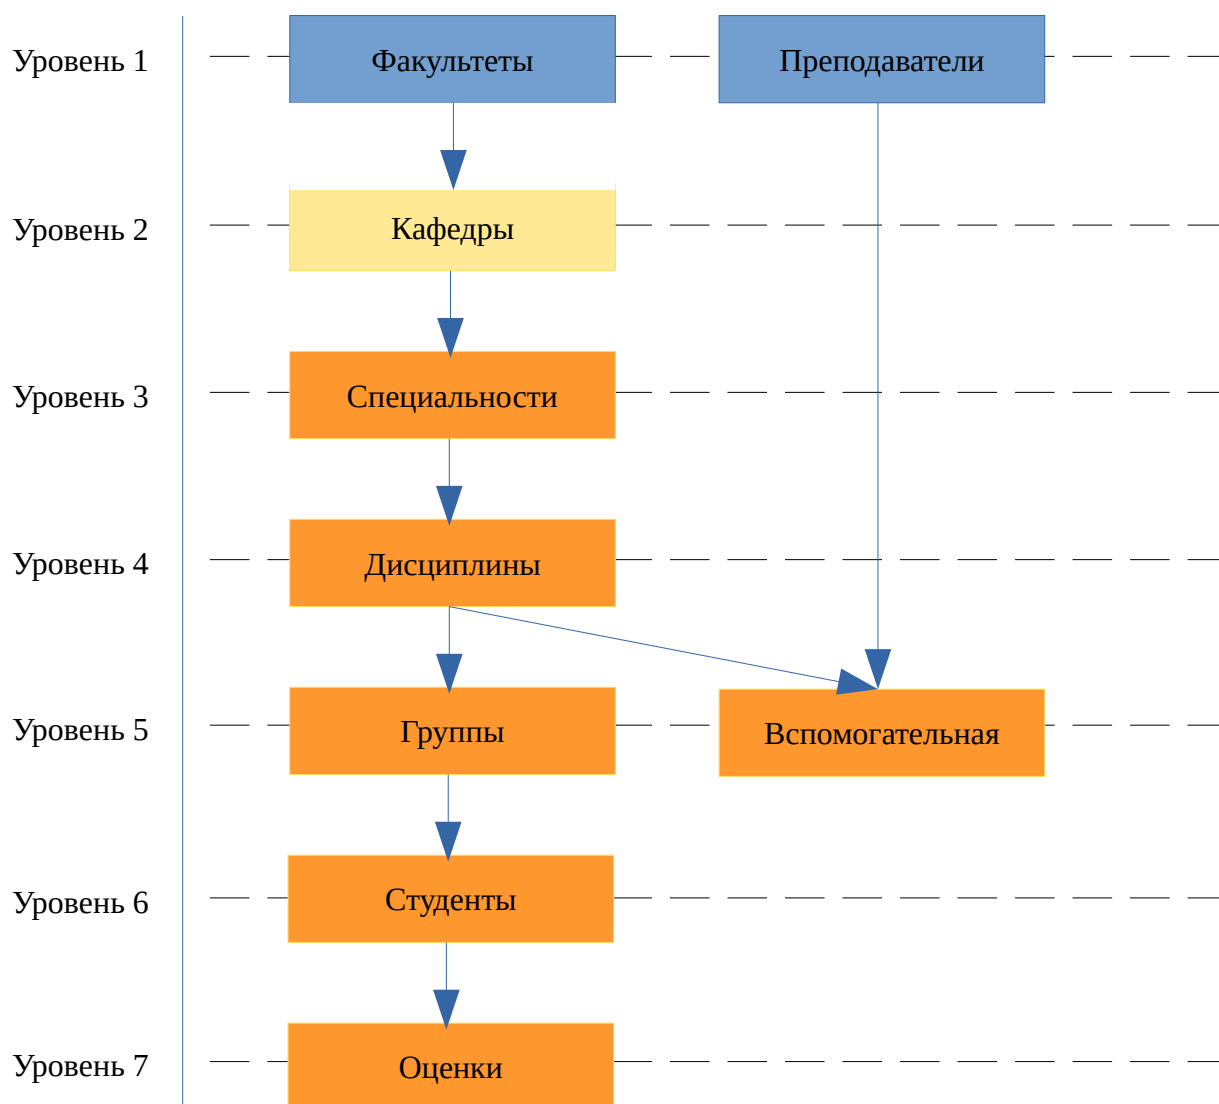 Уровень 1
Факультеты
Преподаватели
Уровень 2
Кафедры
Уровень 3
Специальности
Уровень 4
Дисциплины
Уровень 5
Группы
Вспомогательная
Уровень 6
Студенты
Уровень 7
Оценки